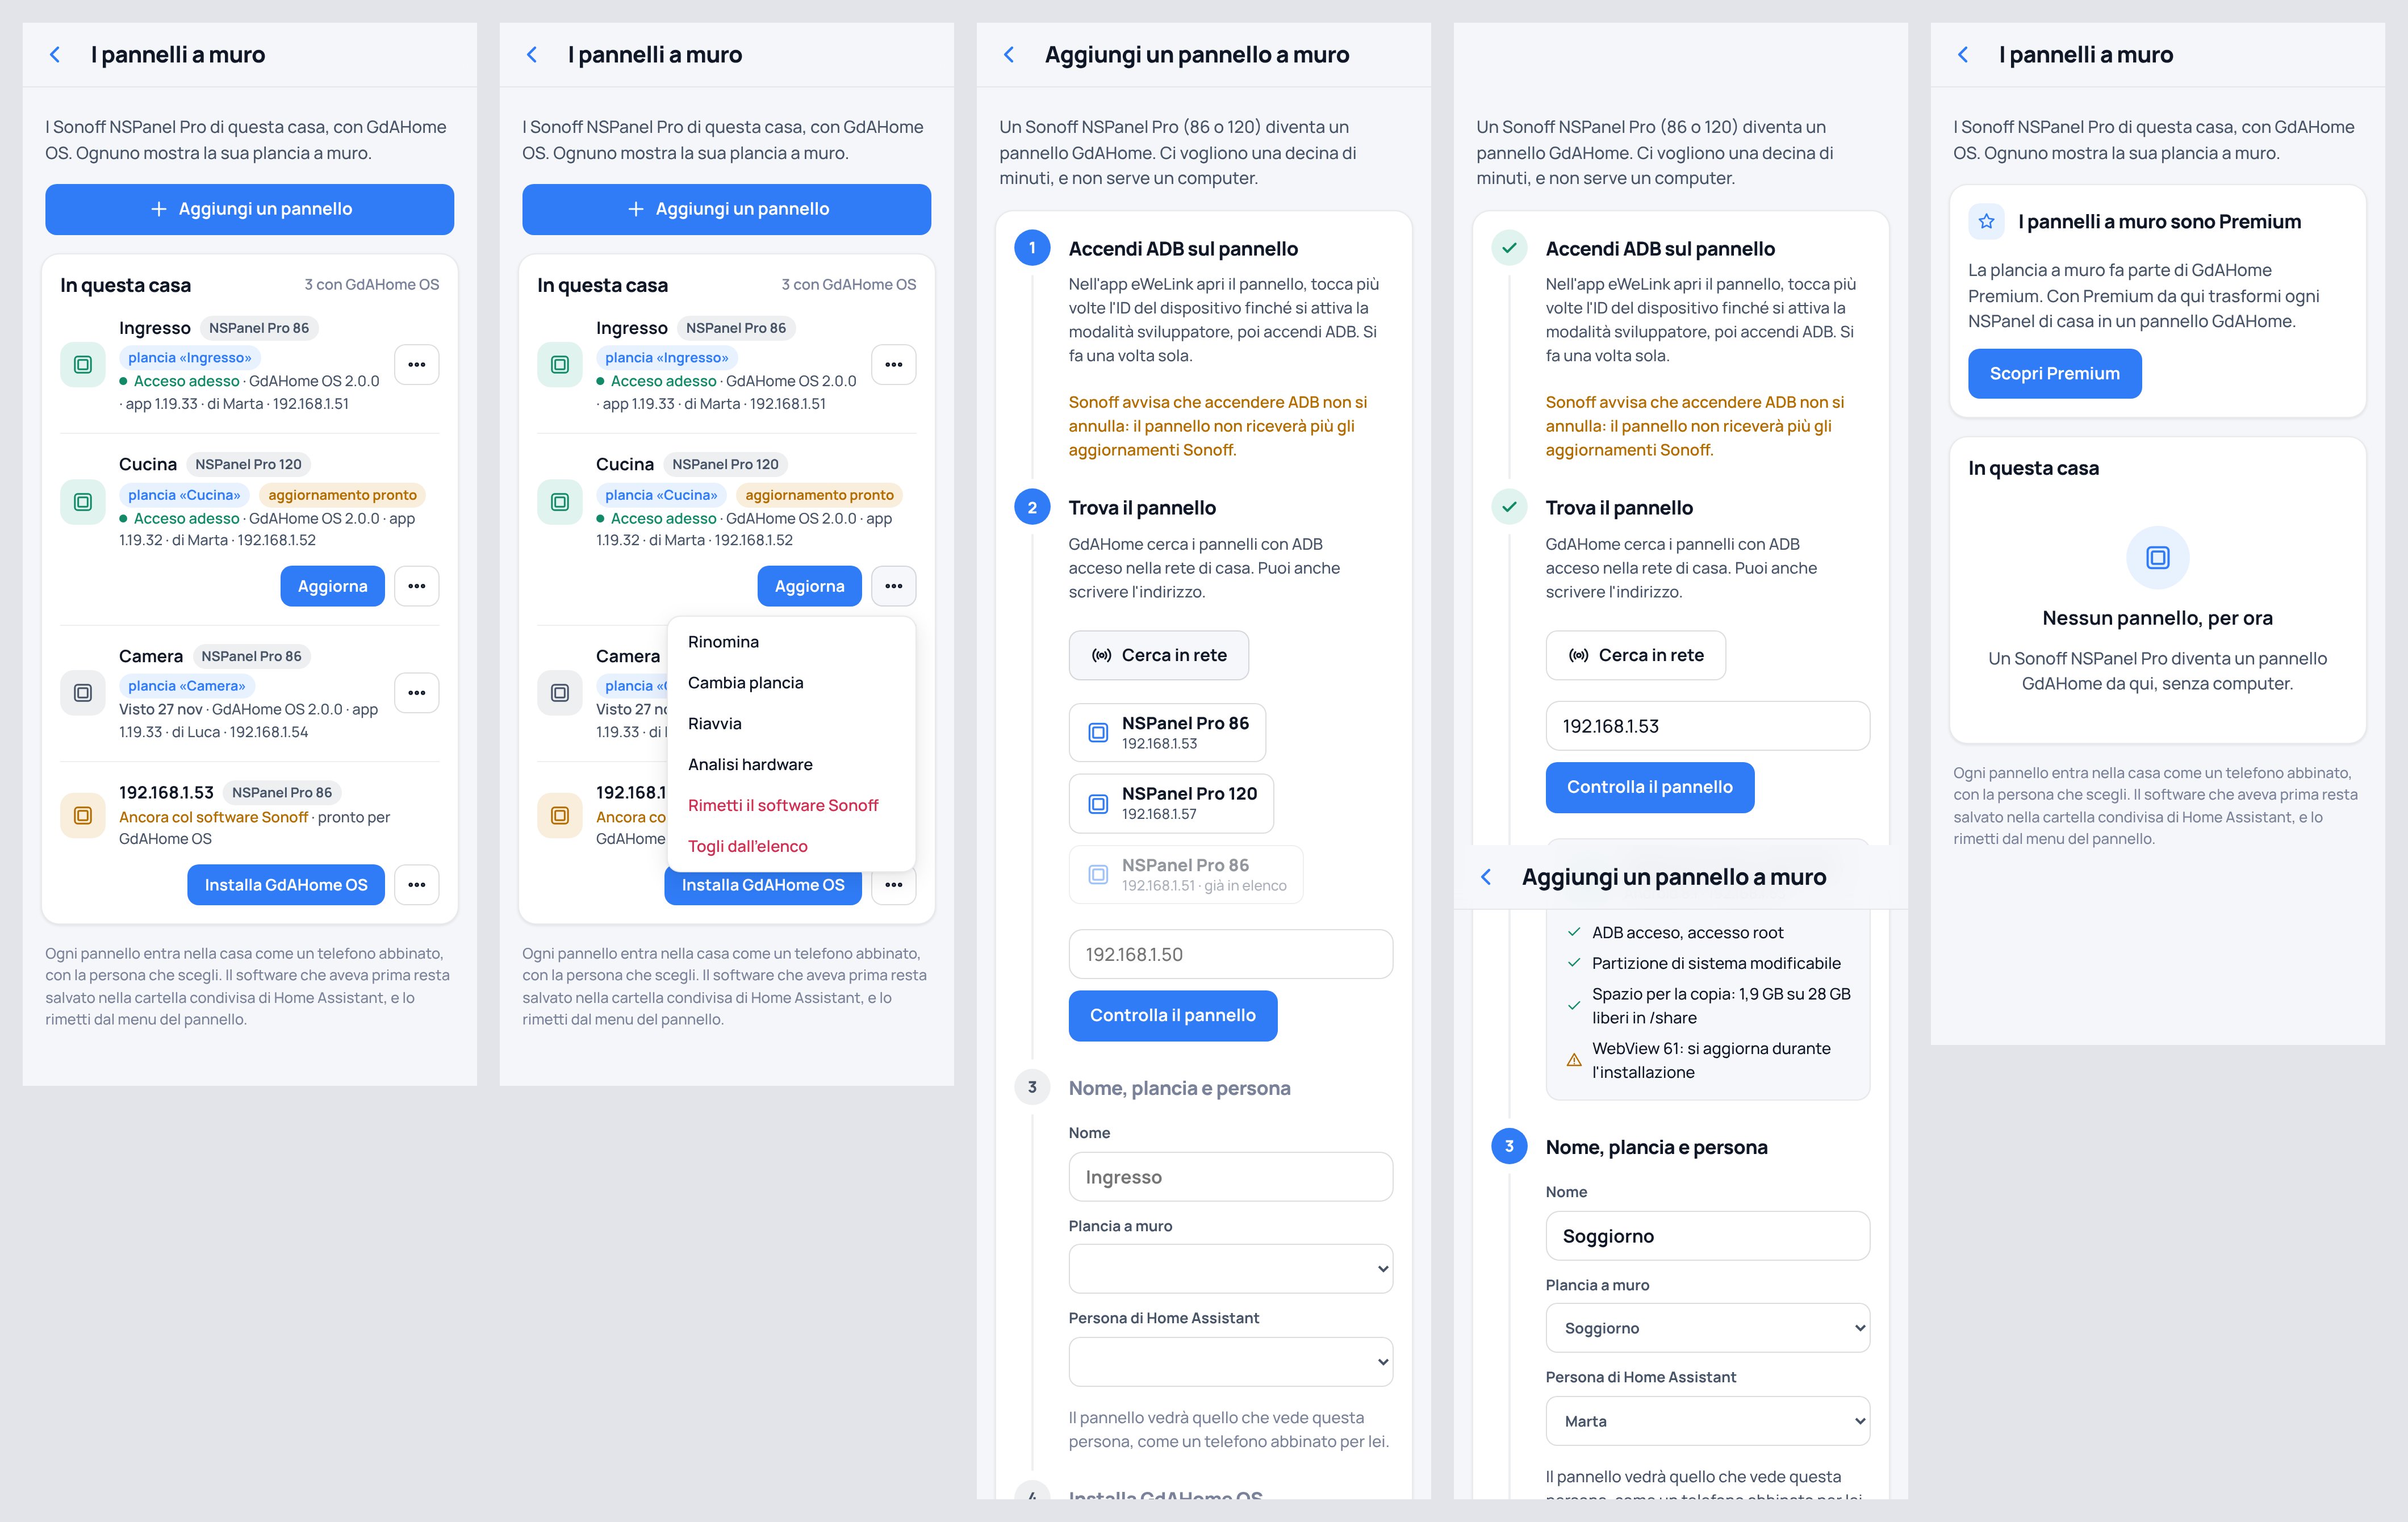 I pannelli a muro
I Sonoff NSPanel Pro di questa casa, con GdAHome
OS. Ognuno mostra la sua plancia a muro.
Aggiungi un pannello
In questa casa
3 con GdAHome OS
Ingresso NSPanel Pro 86
plancia «Ingresso»
Acceso adesso · GdAHome OS 2.0.0
· app 1.19.33 · di Marta · 192.168.1.51
Cucina NSPanel Pro 120
plancia «Cucina» aggiornamento pronto
Acceso adesso · GdAHome OS 2.0.0 · app
1.19.32 · di Marta · 192.168.1.52
Aggiorna
Camera NSPanel Pro 86
plancia «Camera»
Visto 27 nov · GdAHome OS 2.0.0 · app
1.19.33 · di Luca · 192.168.1.54
192.168.1.53 NSPanel Pro 86
Ancora col software Sonoff · pronto per
GdAHome OS
Installa GdAHome OS
Ogni pannello entra nella casa come un telefono abbinato,
con la persona che scegli. Il software che aveva prima resta
salvato nella cartella condivisa di Home Assistant, e lo
rimetti dal menu del pannello.
I pannelli a muro
I Sonoff NSPanel Pro di questa casa, con GdAHome
OS. Ognuno mostra la sua plancia a muro.
Aggiungi un pannello
In questa casa
3 con GdAHome OS
Ingresso NSPanel Pro 86
plancia «Ingresso»
Acceso adesso · GdAHome OS 2.0.0
· app 1.19.33 · di Marta · 192.168.1.51
Cucina NSPanel Pro 120
plancia «Cucina» aggiornamento pronto
Acceso adesso · GdAHome OS 2.0.0 · app
1.19.32 · di Marta · 192.168.1.52
Aggiorna
Camera
plancia
Visto 27
1.19.33 · di
Ancora
GdAHome
Rinomina
Cambia plancia
Riavvia
Analisi hardware
Rimetti il software Sonoff
Togli dall'elenco
Installa GdAHome OS
Ogni pannello entra nella casa come un telefono abbinato,
con la persona che scegli. Il software che aveva prima resta
salvato nella cartella condivisa di Home Assistant, e lo
rimetti dal menu del pannello.
Aggiungi un pannello a muro
Un Sonoff NSPanel Pro (86 o 120) diventa un
pannello GdAHome. Ci vogliono una decina di
minuti, e non serve un computer.
1 Accendi ADB sul pannello
Nell'app eWeLink apri il pannello, tocca più
volte l'ID del dispositivo finché si attiva la
modalità sviluppatore, poi accendi ADB. Si
fa una volta sola.
Sonoff avvisa che accendere ADB non si
annulla: il pannello non riceverà più gli
aggiornamenti Sonoff.
2 Trova il pannello
GdAHome cerca i pannelli con ADB
acceso nella rete di casa. Puoi anche
scrivere l'indirizzo.
Cerca in rete
NSPanel Pro 86
192.168.1.53
NSPanel Pro 120
192.168.1.57
NSPanel Pro 86
192.168.1.51 · già in elenco
192.168.1.50
Controlla il pannello
3 Nome, plancia e persona
Nome
Ingresso
Plancia a muro
Persona di Home Assistant
Il pannello vedrà quello che vede questa
persona, come un telefono abbinato per lei.
4 Installa GdAHome OS
Un Sonoff NSPanel Pro (86 o 120) diventa un
pannello GdAHome. Ci vogliono una decina di
minuti, e non serve un computer.
Accendi ADB sul pannello
Nell'app eWeLink apri il pannello, tocca più
volte l'ID del dispositivo finché si attiva la
modalità sviluppatore, poi accendi ADB. Si
fa una volta sola.
Sonoff avvisa che accendere ADB non si
annulla: il pannello non riceverà più gli
aggiornamenti Sonoff.
Trova il pannello
GdAHome cerca i pannelli con ADB
acceso nella rete di casa. Puoi anche
scrivere l'indirizzo.
Cerca in rete
192.168.1.53
Controlla il pannello
Aggiungi un pannello a muro
ADB acceso, accesso root
Partizione di sistema modificabile
Spazio per la copia: 1,9 GB su 28 GB
liberi in /share
WebView 61: si aggiorna durante
l'installazione
3 Nome, plancia e persona
Nome
Soggiorno
Plancia a muro
Soggiorno
Persona di Home Assistant
Marta
Il pannello vedrà quello che vede questa
persona, come un telefono abbinato per lei.
I pannelli a muro
I Sonoff NSPanel Pro di questa casa, con GdAHome
OS. Ognuno mostra la sua plancia a muro.
I pannelli a muro sono Premium
La plancia a muro fa parte di GdAHome
Premium. Con Premium da qui trasformi ogni
NSPanel di casa in un pannello GdAHome.
Scopri Premium
In questa casa
Nessun pannello, per ora
Un Sonoff NSPanel Pro diventa un pannello
GdAHome da qui, senza computer.
Ogni pannello entra nella casa come un telefono abbinato,
con la persona che scegli. Il software che aveva prima resta
salvato nella cartella condivisa di Home Assistant, e lo
rimetti dal menu del pannello.